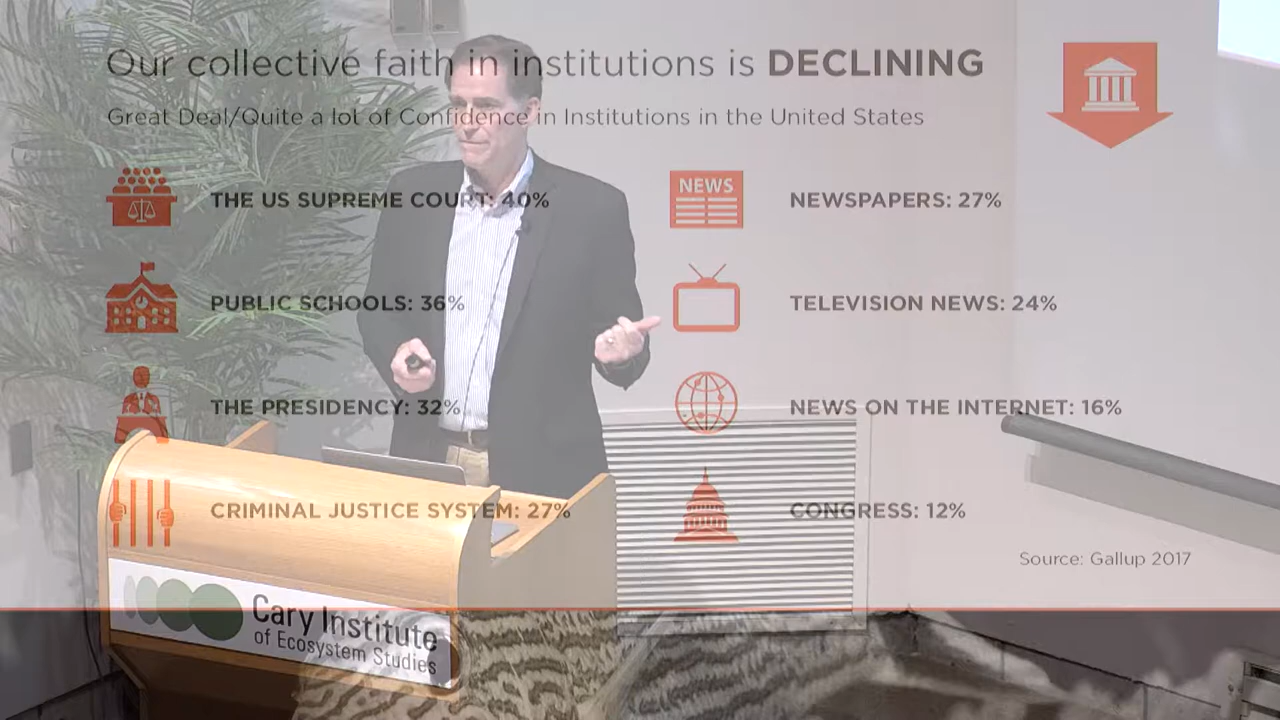 Our collective faith in institutions is DECLINING
Great Deal/Quite a lot of Confidence in Institutions in the United States
THE US SUPREME COURT: 40%
PUBLIC SCHOOLS: 36%
THE PRESIDENCY: 32%
CRIMINAL JUSTICE SYSTEM: 27%
NEWS
NEWSPAPERS: 27%
TELEVISION NEWS: 24%
NEWS ON THE INTERNET: 16%
CONGRESS: 12%
Source: Gallup 2017
Cary Institute
of Ecosystem Studies